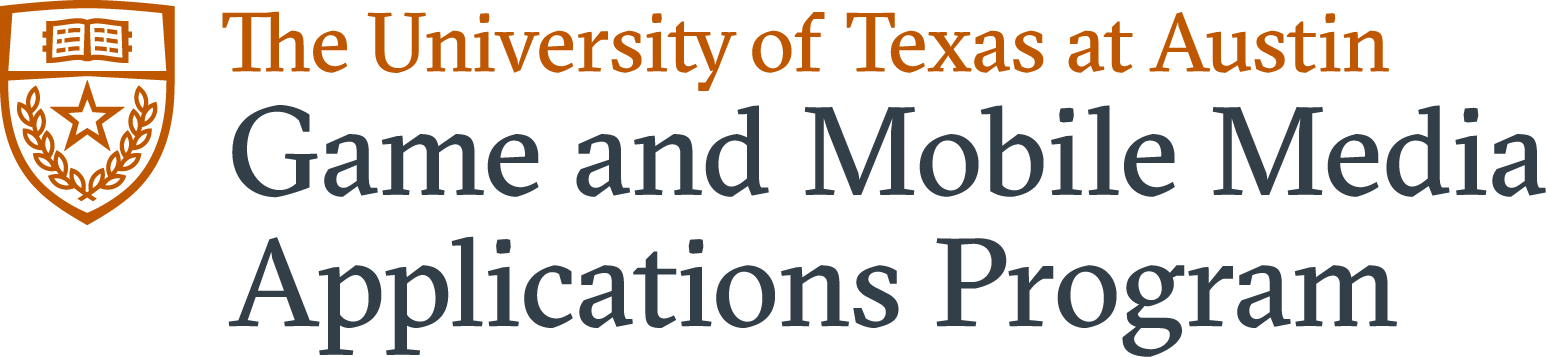 The University of Texas at Austin
Game and Mobile Media
Applications Program